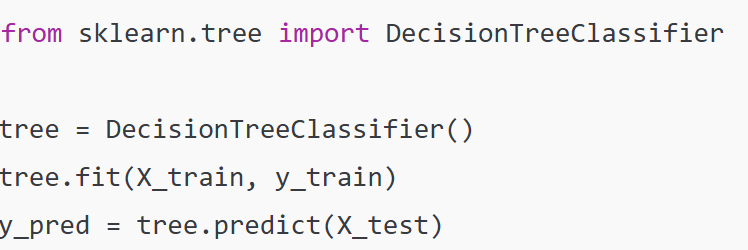 from sklearn.tree import DecisionTreeClassifier
tree = DecisionTreeClassifier()
tree.fit(X_train, y_train)
y_pred = tree.predict(X_test)